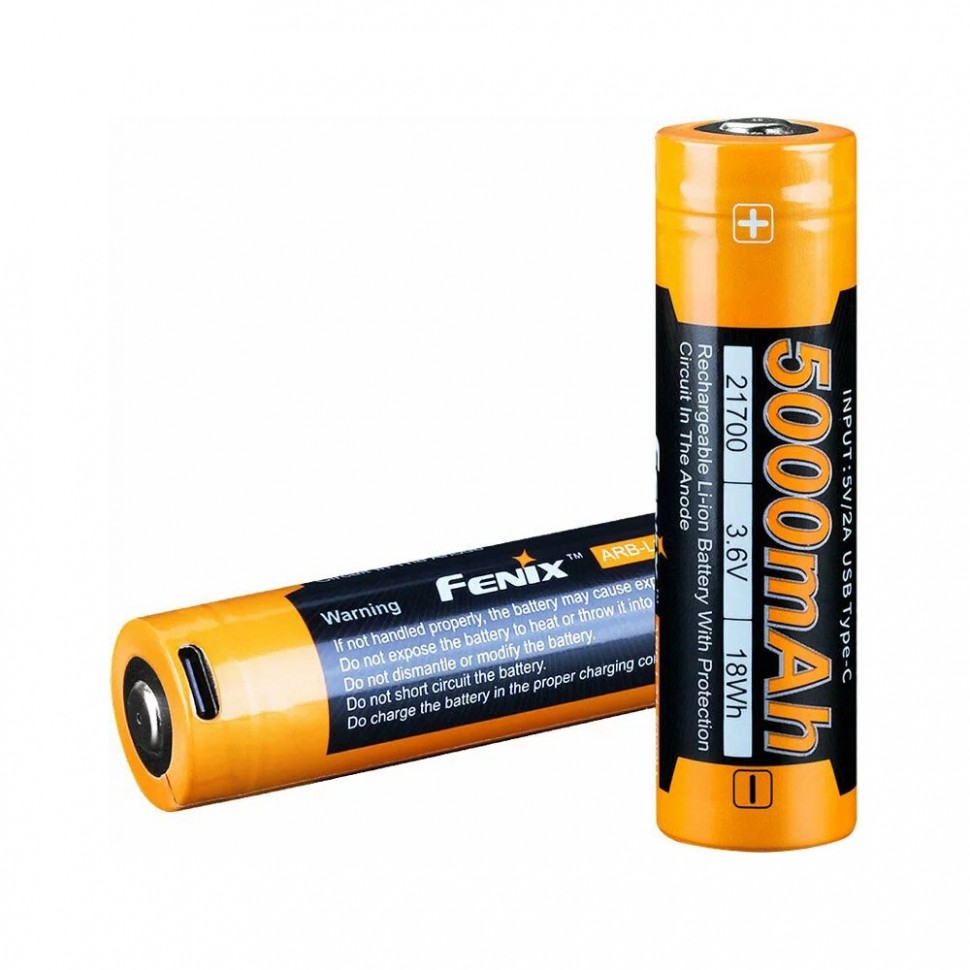 FENIX™
ARB-L
Warning
If not handled properly, the battery may cause
Do not expose the battery to heat or throw it into
Do not dismantle or modify the battery.
Do not short circuit the battery.
Do charge the battery in the proper charging
+
INPUT:5V/2A USB Type-C
5000mAh
21700 | 3.6V | 18Wh
Rechargeable Li-ion Battery With Protection
Circuit In The Anode
-